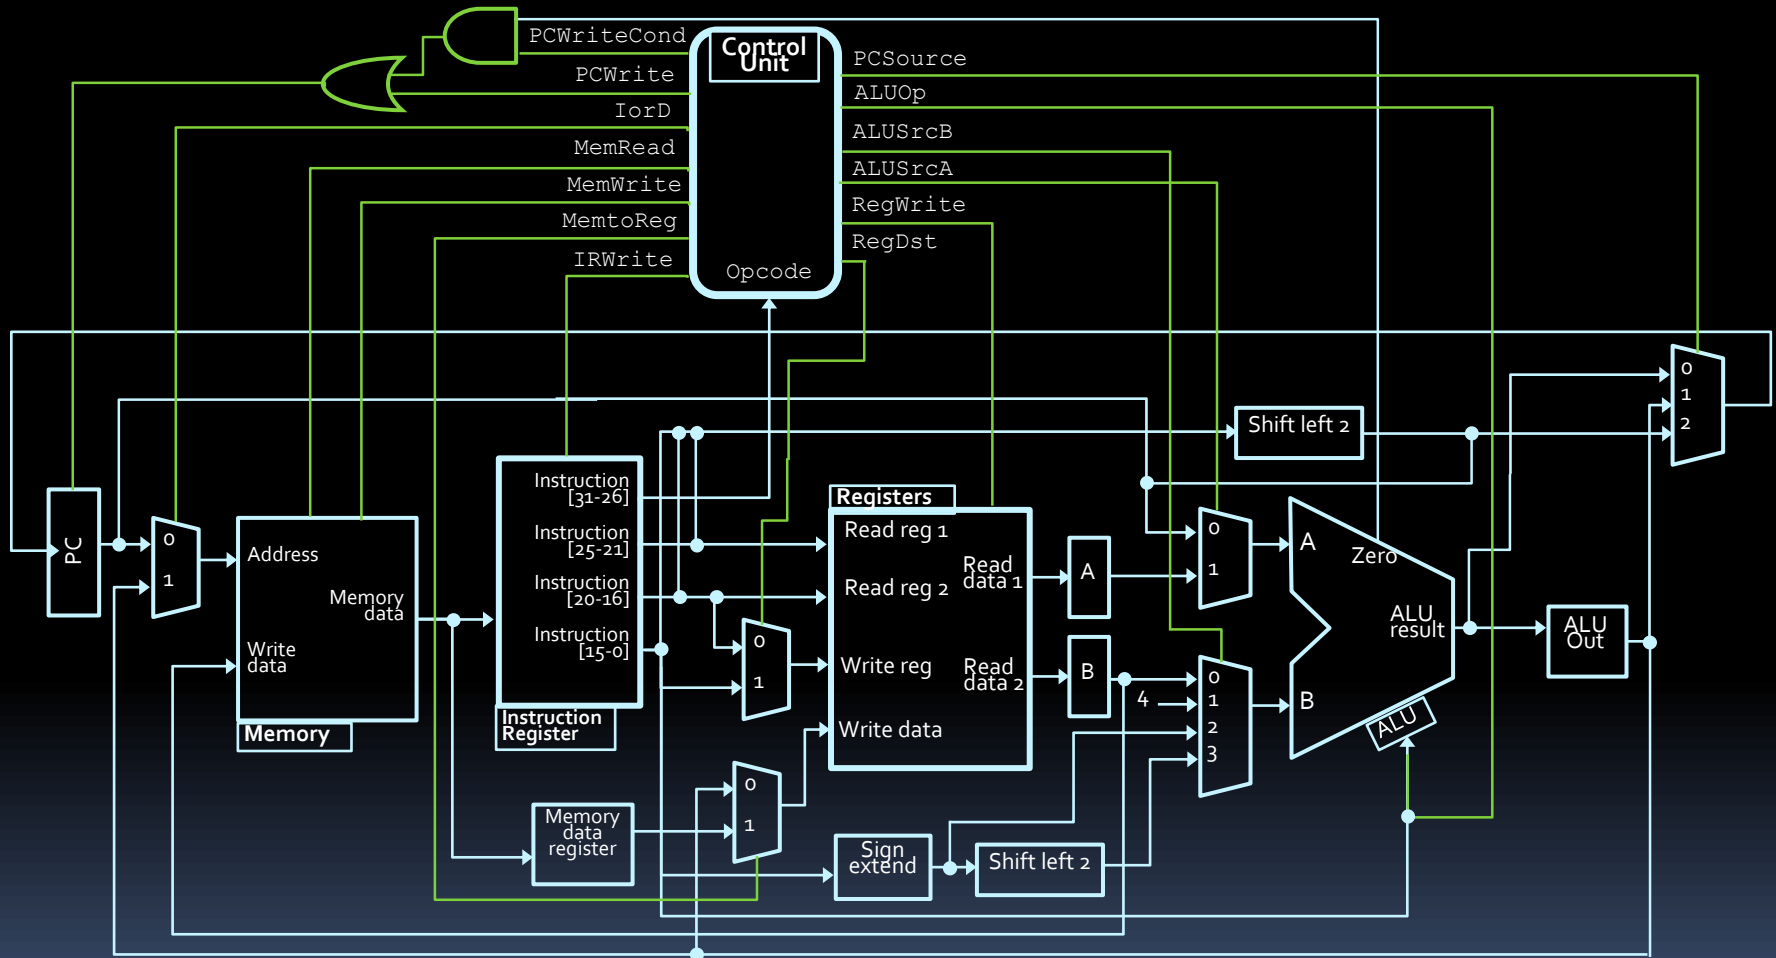 PCWriteCond
PCWrite
IorD
MemRead
MemWrite
MemtoReg
IRWrite
Control
Unit
Opcode
PCSource
ALUOp
ALUSrcB
ALUSrcA
RegWrite
RegDst
PC
0
1
Address
Memory
data
Write
data
Memory
Instruction
[31-26]
Instruction
[25-21]
Instruction
[20-16]
Instruction
[15-0]
Instruction
Register
0
1
Memory
data
register
0
1
Registers
Read reg 1
Read reg 2
Write reg
Write data
Read
data 1
Read
data 2
Sign
extend
Shift left 2
A
B
4
0
1
0
1
2
3
Shift left 2
A
B
Zero
ALU
result
ALU
ALU
Out
0
1
2